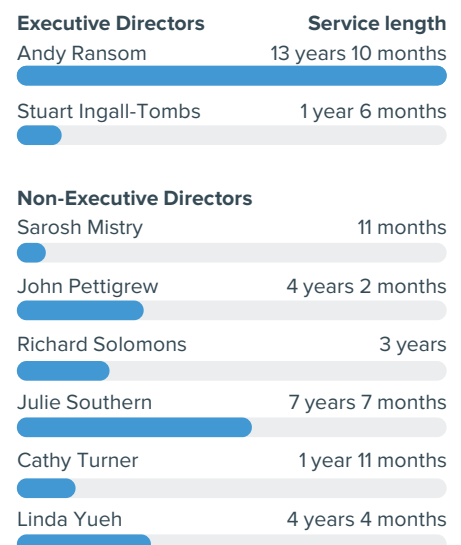 Executive Directors Service length
Andy Ransom 13 years 10 months
Stuart Ingall-Tombs 1 year 6 months
Non-Executive Directors
Sarosh Mistry 11 months
John Pettigrew 4 years 2 months
Richard Solomons 3 years
Julie Southern 7 years 7 months
Cathy Turner 1 year 11 months
Linda Yueh 4 years 4 months